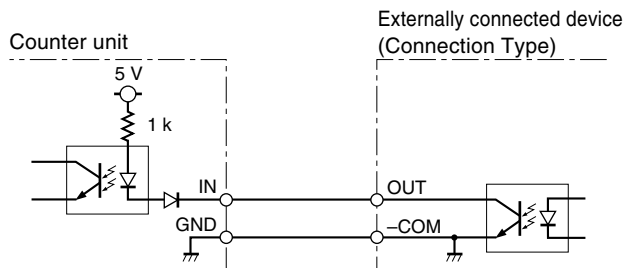 Counter unit
Externally connected device
(Connection Type)
5 V
1 k
IN
OUT
GND
–COM